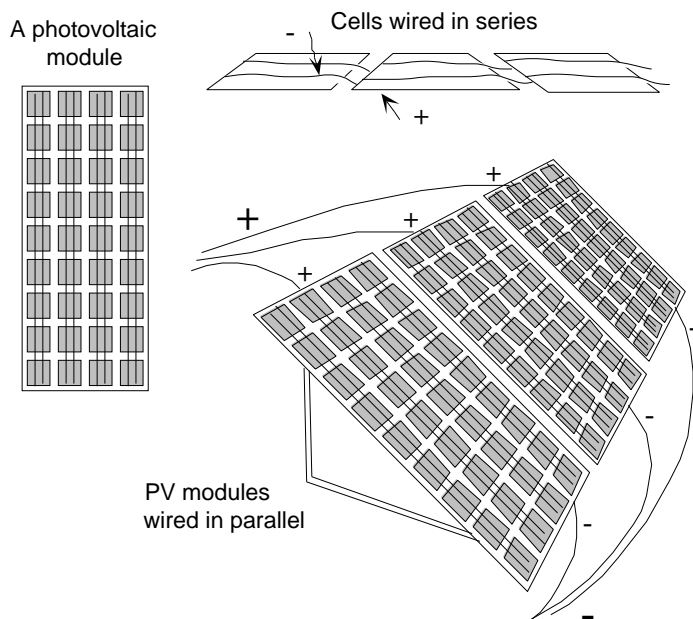 A photovoltaic
module
Cells wired in series
-
+
+
+
+
+
-
-
-
-
PV modules
wired in parallel